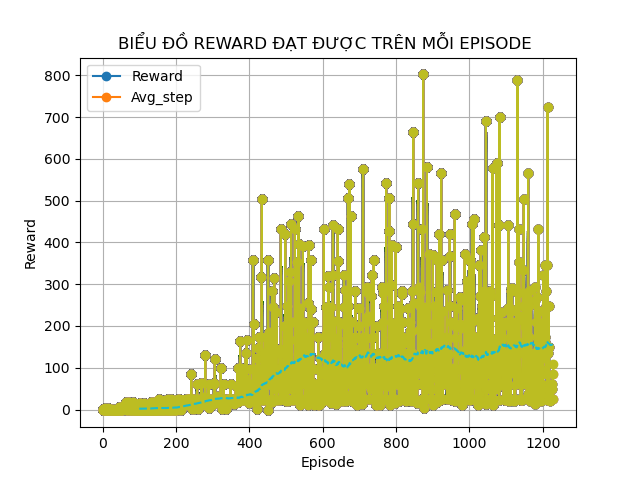 BIỂU ĐỒ REWARD ĐẠT ĐƯỢC TRÊN MỖI EPISODE
Reward
Avg_step
800
700
600
500
400
300
200
100
0
Reward
0 200 400 600 800 1000 1200
Episode